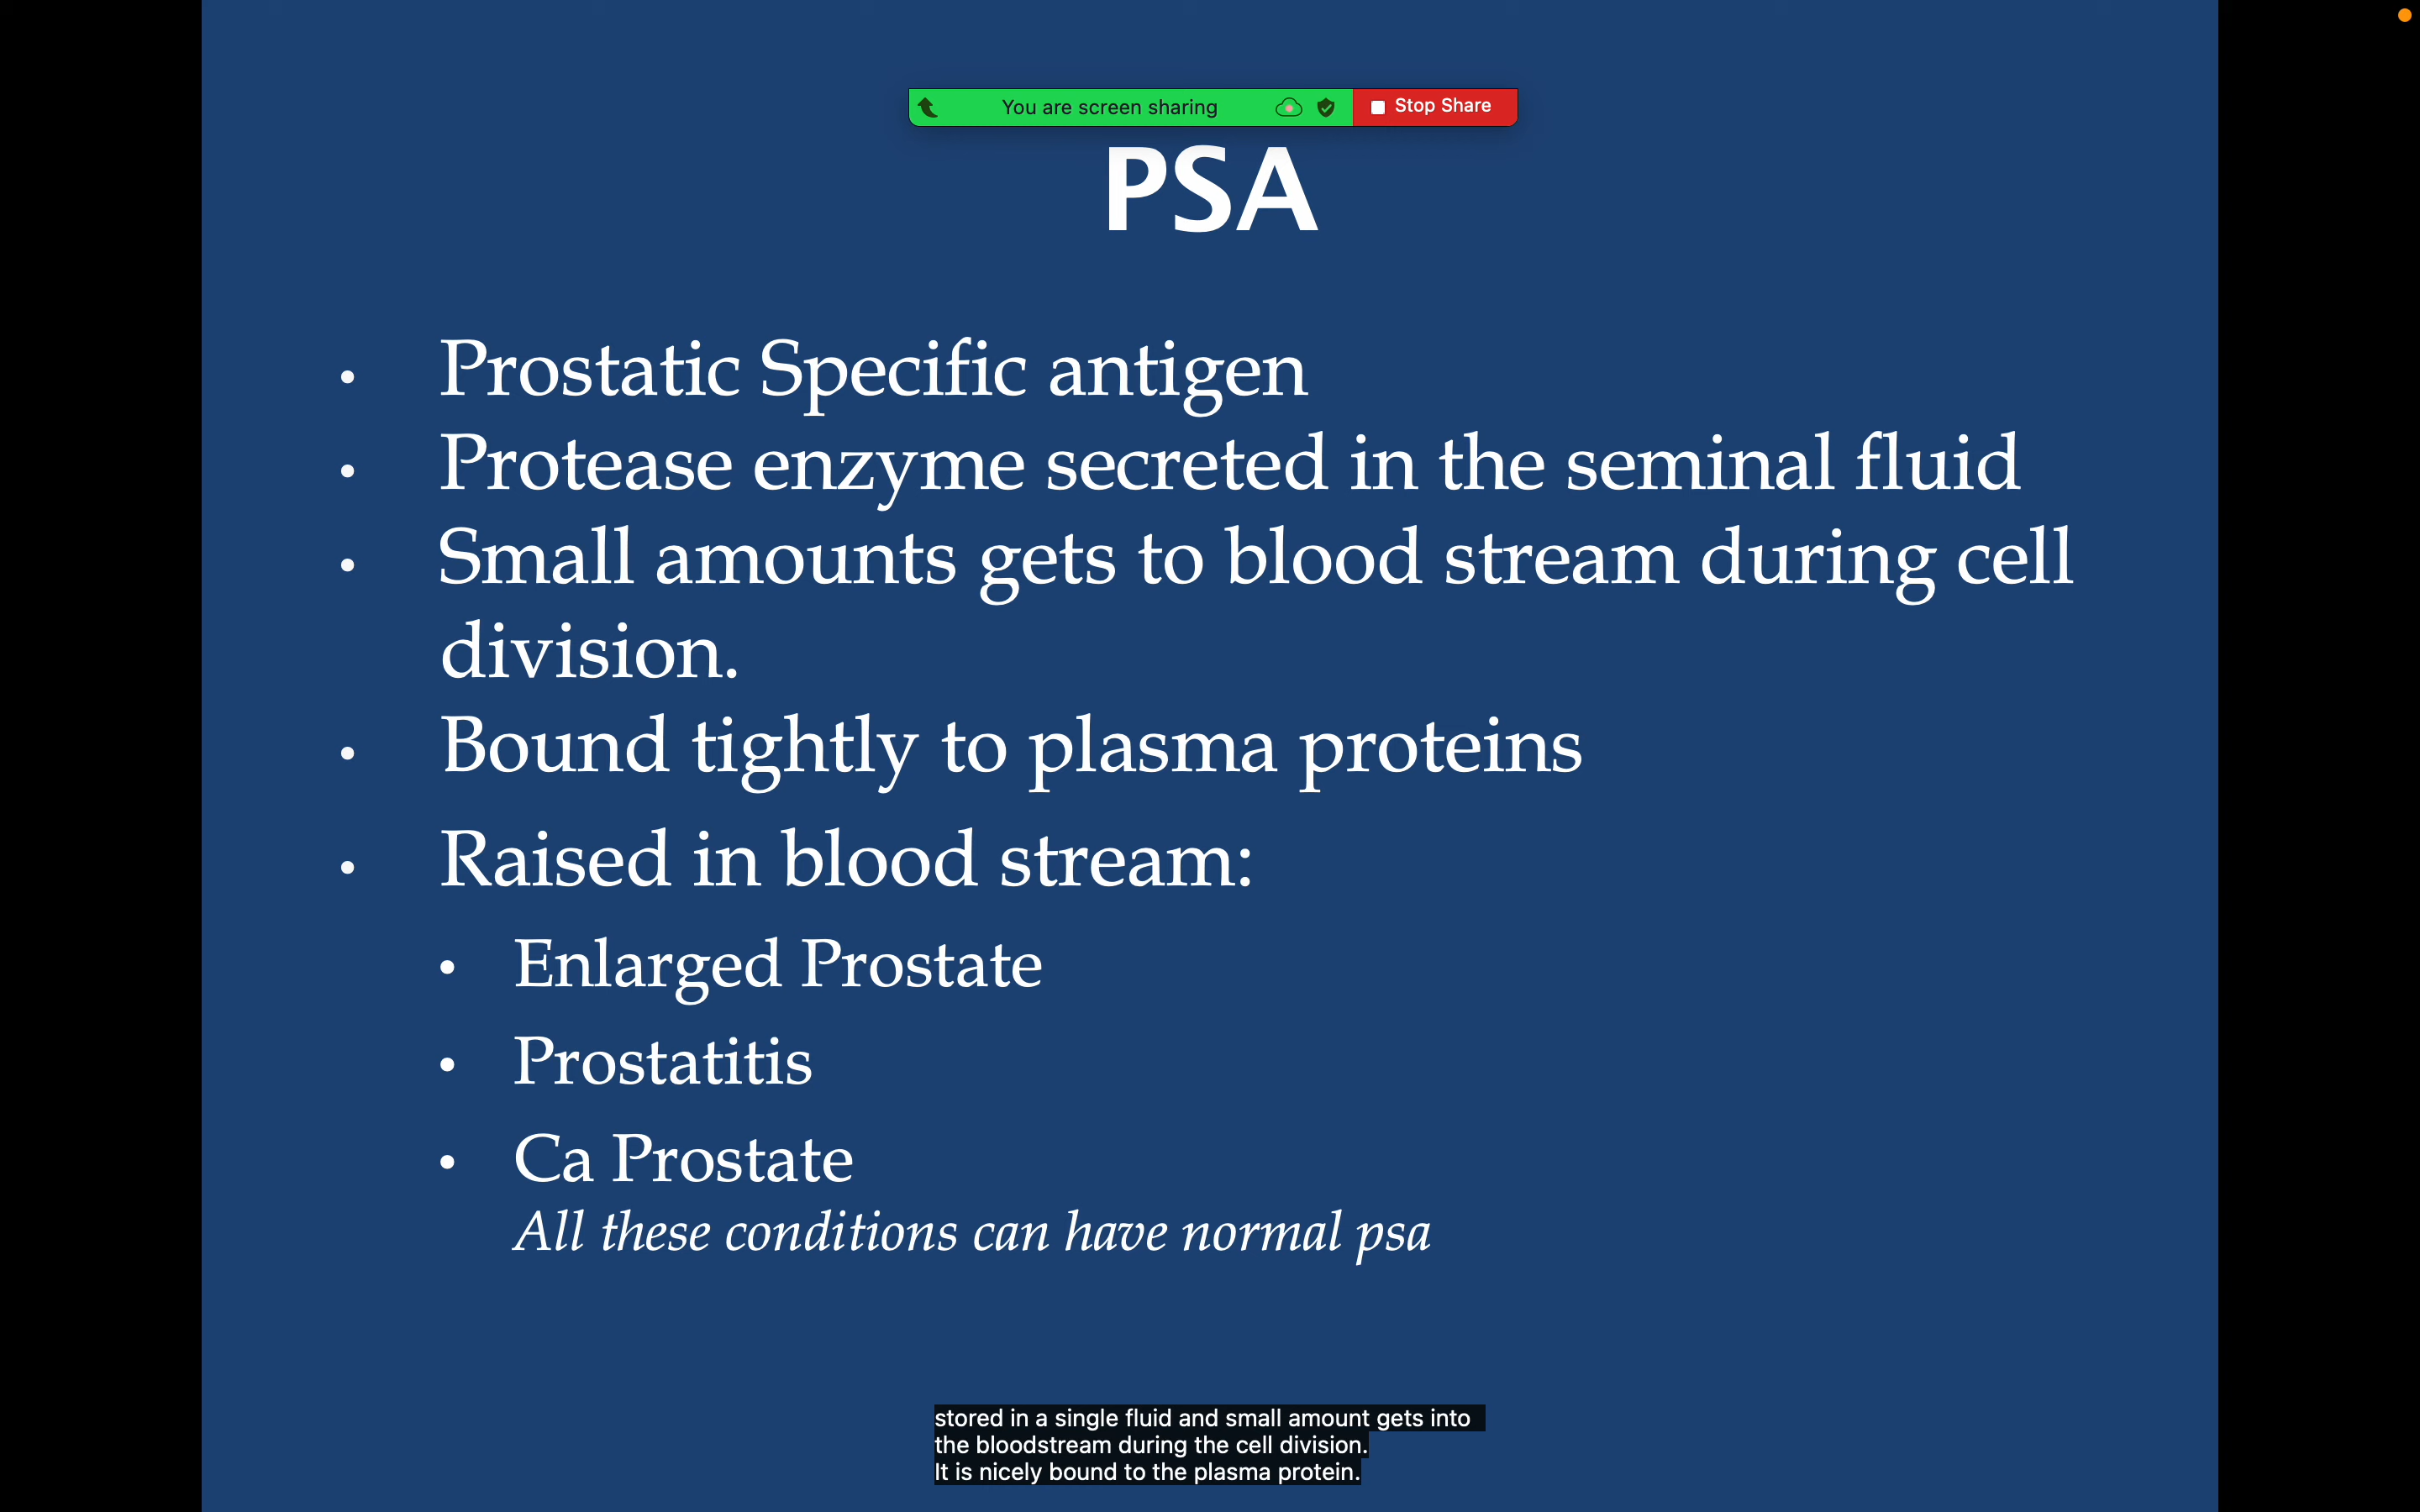 You are screen sharing
Stop Share
PSA
• Prostatic Specific antigen
• Protease enzyme secreted in the seminal fluid
• Small amounts gets to blood stream during cell
division.
• Bound tightly to plasma proteins
• Raised in blood stream:
• Enlarged Prostate
• Prostatitis
• Ca Prostate
All these conditions can have normal psa
stored in a single fluid and small amount gets into
the bloodstream during the cell division.
It is nicely bound to the plasma protein.